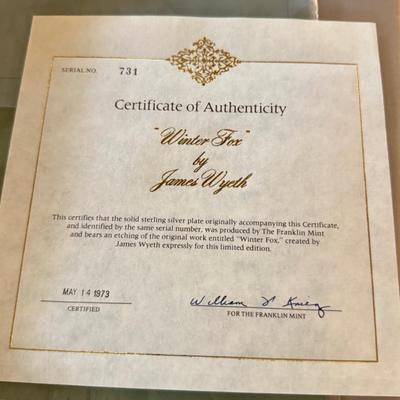 SERIAL NO. 731
Certificate of Authenticity
"Winter Fox"
by
James Wyeth
This certifies that the solid sterling silver plate originally accompanying this Certificate,
and identified by the same serial number, was produced by The Franklin Mint
and bears an etching of the original work entitled "Winter Fox," created by
James Wyeth expressly for this limited edition.
MAY 14 1973
CERTIFIED
William
FOR THE FRANKLIN MINT